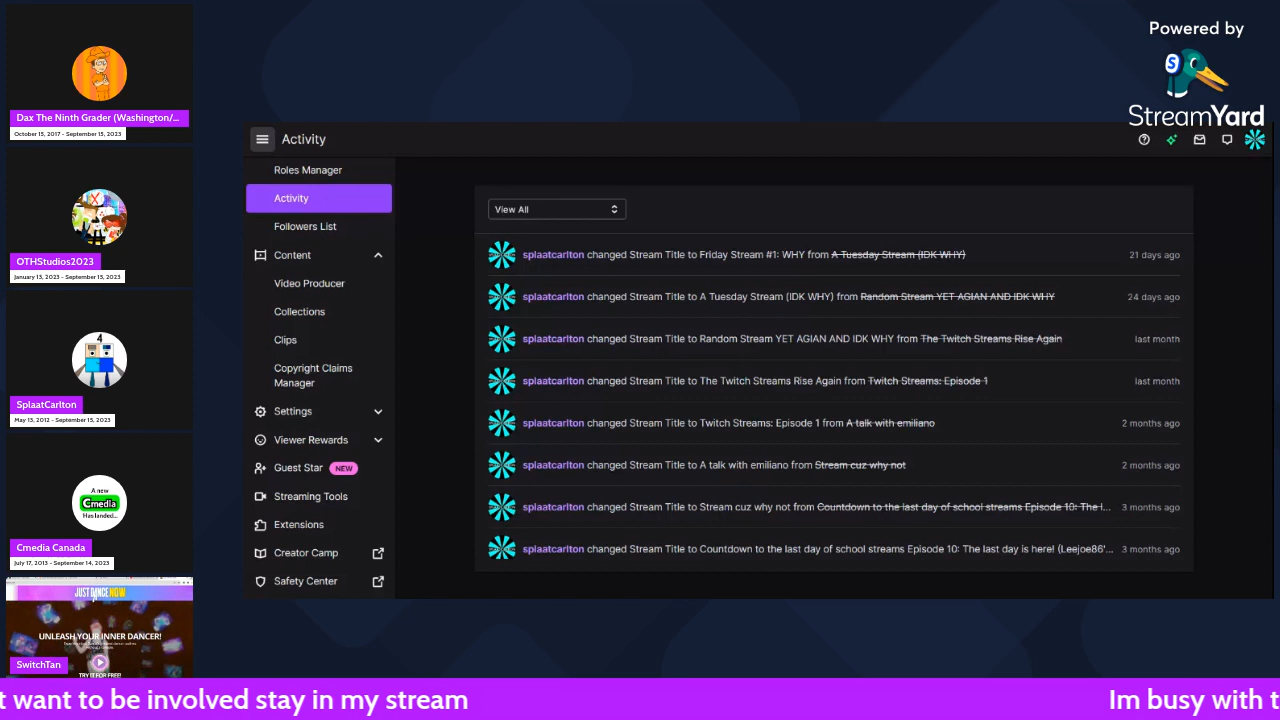 Dax The Ninth Grader (Washington/...
October 15, 2017 - September 15, 2023
OTHStudios2023
January 13, 2023 - September 15, 2023
4
SplaatCarlton
May 13, 2012 - September 15, 2023
A new
Cmedia
Has landed...
Cmedia Canada
July 17, 2013 - September 14, 2023
JUST DANCE NOW
UNLEASH YOUR INNER DANCER!
SwitchTan
TRY IT FOR FREE!
Powered by
S
StreamYard
Activity
Roles Manager
Activity
Followers List
Content
Video Producer
Collections
Clips
Copyright Claims
Manager
Settings
Viewer Rewards
Guest Star NEW
Streaming Tools
Extensions
Creator Camp
Safety Center
View All
splaatcarlton changed Stream Title to Friday Stream #1: WHY from A Tuesday Stream (IDK WHY) 21 days ago
splaatcarlton changed Stream Title to A Tuesday Stream (IDK WHY) from Random Stream YET AGIAN AND IDK WHY 24 days ago
splaatcarlton changed Stream Title to Random Stream YET AGIAN AND IDK WHY from The Twitch Streams Rise Again last month
splaatcarlton changed Stream Title to The Twitch Streams Rise Again from Twitch Streams: Episode 1 last month
splaatcarlton changed Stream Title to Twitch Streams: Episode 1 from A talk with emiliano 2 months ago
splaatcarlton changed Stream Title to A talk with emiliano from Stream cuz why not 2 months ago
splaatcarlton changed Stream Title to Stream cuz why not from Countdown to the last day of school streams Episode 10: The i... 3 months ago
splaatcarlton changed Stream Title to Countdown to the last day of school streams Episode 10: The last day is here! (Leejoe86'... 3 months ago
t want to be involved stay in my stream
Im busy with t